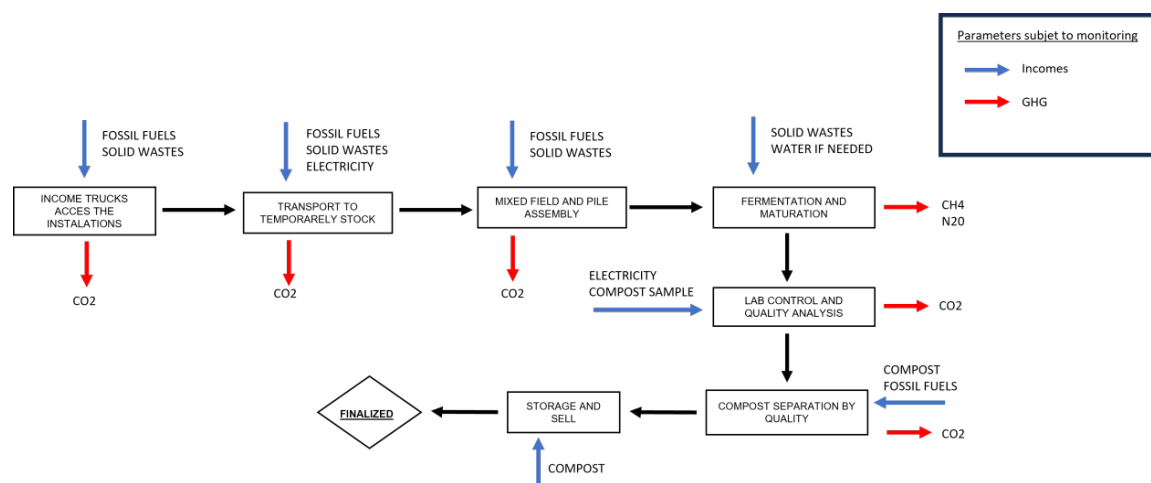 Parameters subjet to monitoring
Incomes
GHG
FOSSIL FUELS
SOLID WASTES
FOSSIL FUELS
SOLID WASTES
ELECTRICITY
FOSSIL FUELS
SOLID WASTES
SOLID WASTES
WATER IF NEEDED
INCOME TRUCKS
ACCES THE
INSTALATIONS
TRANSPORT TO
TEMPORARELY STOCK
MIXED FIELD AND PILE
ASSEMBLY
FERMENTATION AND
MATURATION
CH4
N20
CO2
CO2
CO2
ELECTRICITY
COMPOST SAMPLE
LAB CONTROL AND
QUALITY ANALYSIS
CO2
COMPOST
FOSSIL FUELS
FINALIZED
STORAGE AND
SELL
COMPOST SEPARATION BY
QUALITY
CO2
COMPOST